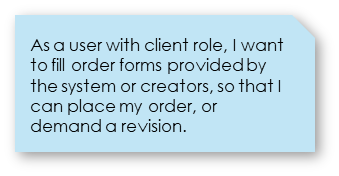 As a user with client role, I want
to fill order forms provided by
the system or creators, so that I
can place my order, or
demand a revision.